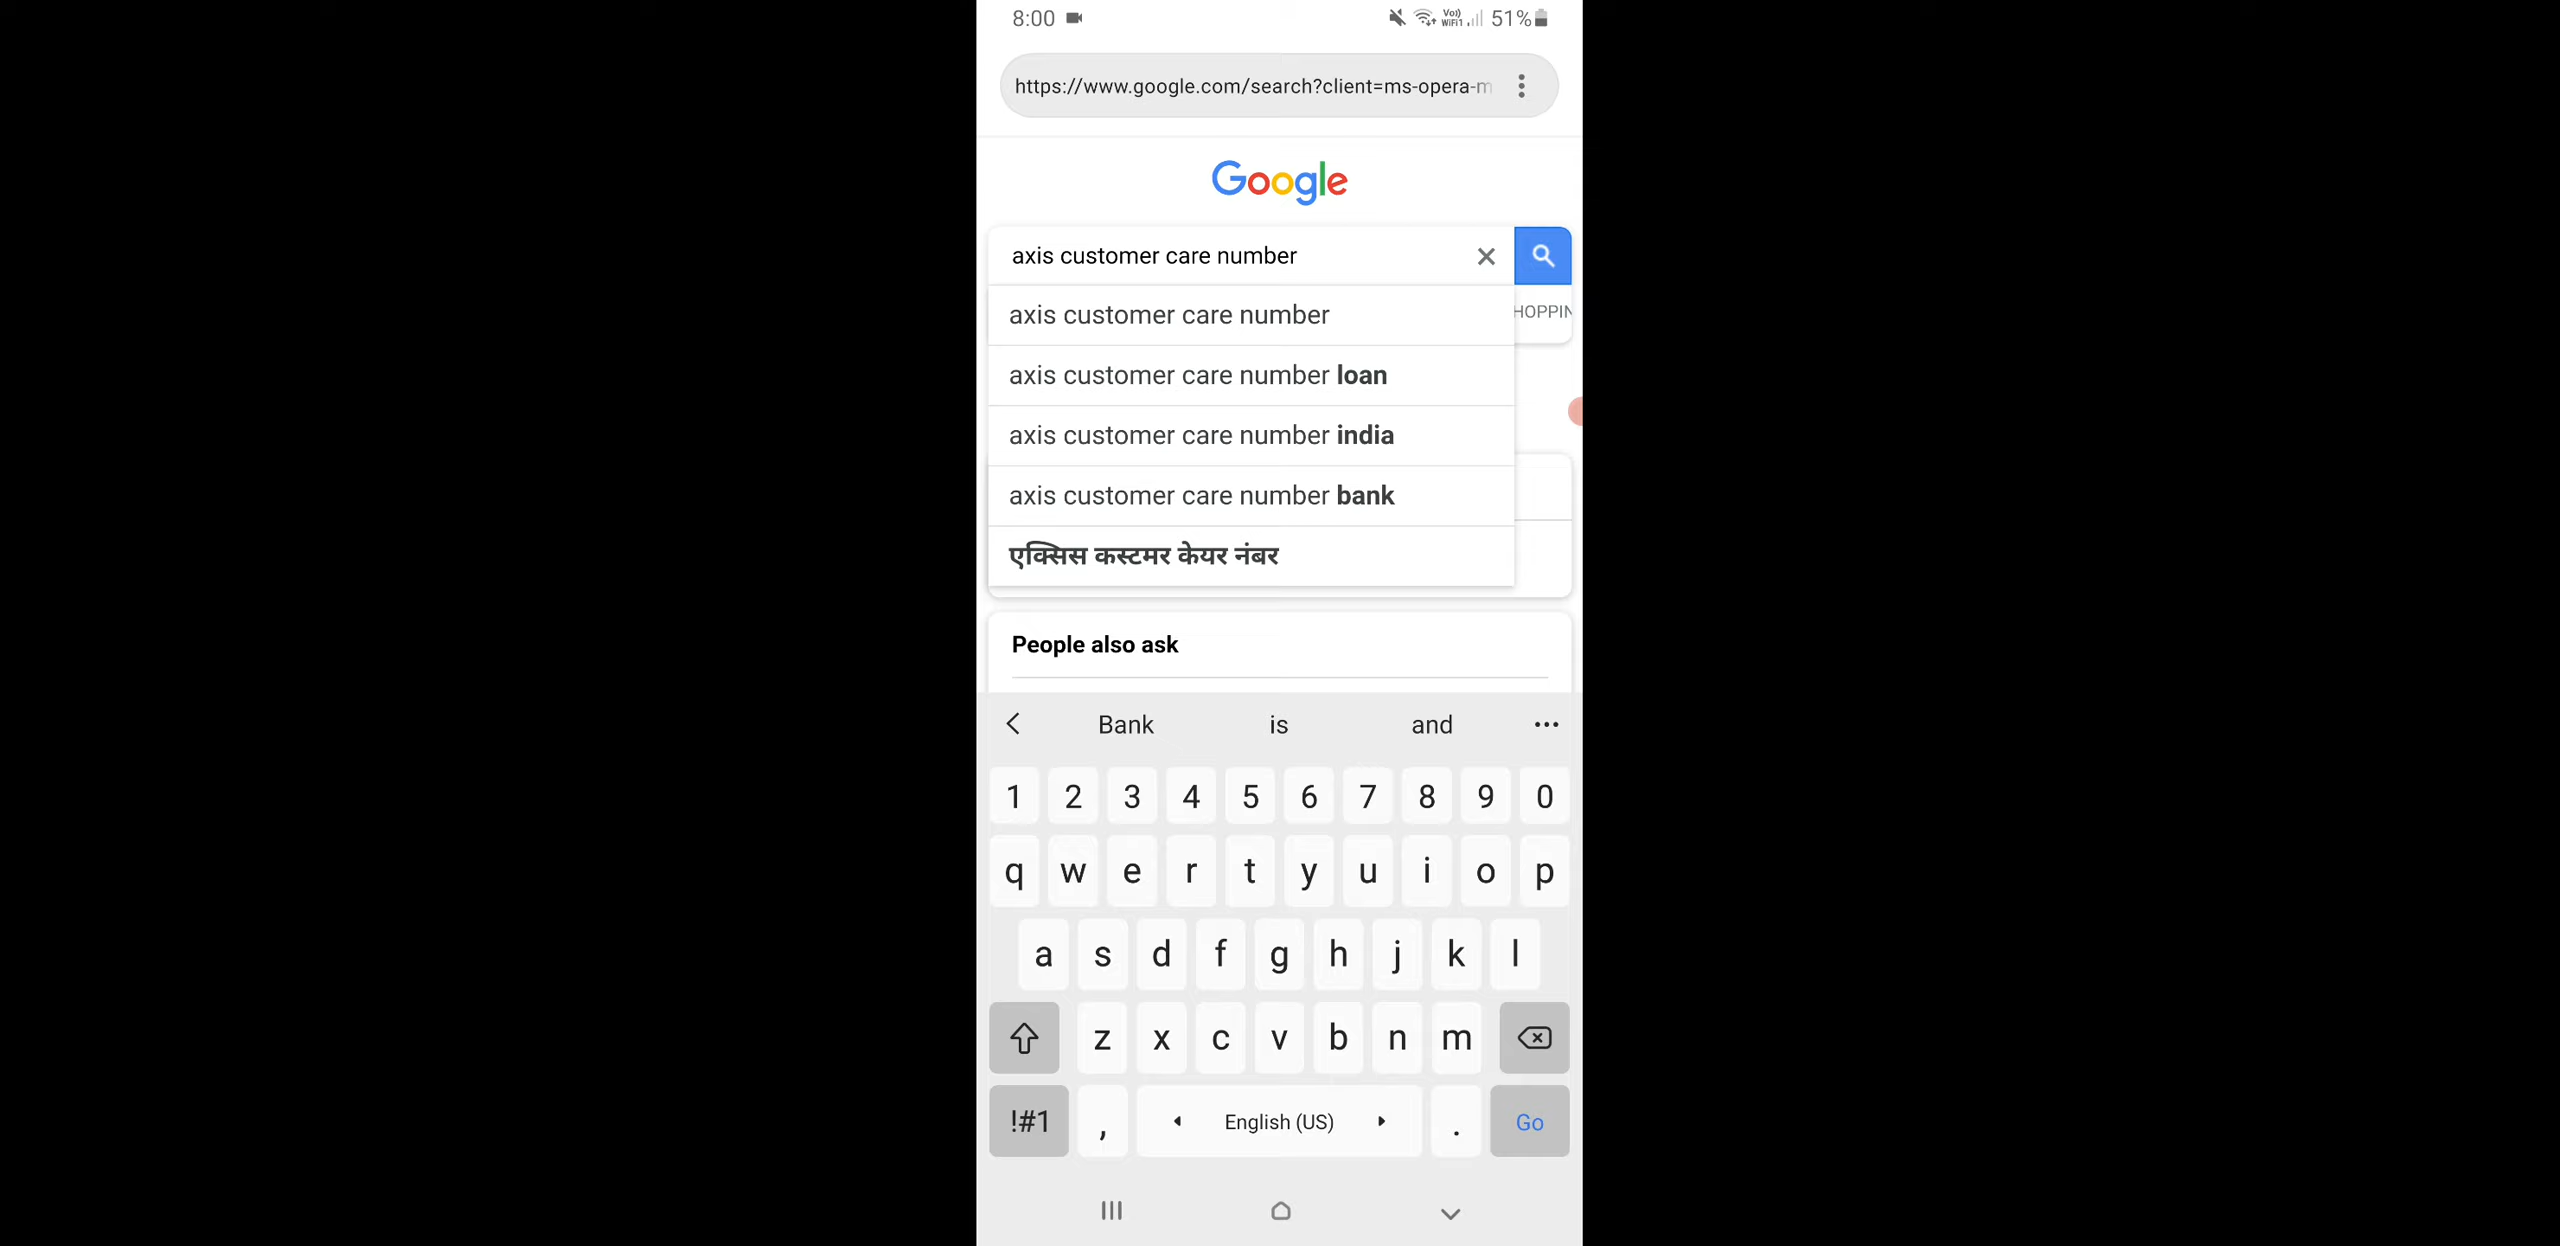 8:00
Vo)) WiFi1 51%
https://www.google.com/search?client=ms-opera-m
Google
axis customer care number
axis customer care number
HOPPIN
axis customer care number loan
axis customer care number india
axis customer care number bank
एक्सिस कस्टमर केयर नंबर
People also ask
Bank is and
1 2 3 4 5 6 7 8 9 0
q w e r t y u i o p
a s d f g h j k l
z x c v b n m
!#1 , English (US) . Go